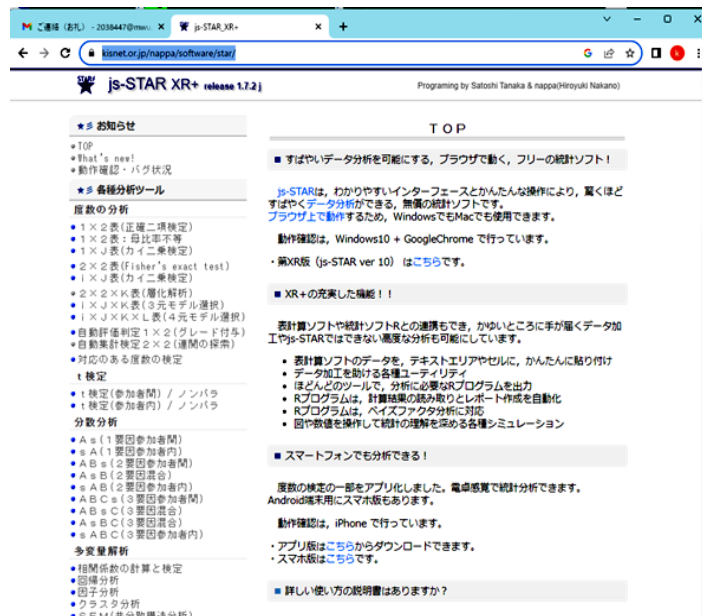 ご連絡（お礼） - 2038447@meru.
js-STAR_XR+
kisnet.or.jp/nappa/software/star/
js-STAR XR+ release 1.7.2 j
Programing by Satoshi Tanaka & nappa(Hiroyuki Nakano)
★彡 お知らせ
TOP
What's new!
動作確認・バグ状況
★彡 各種分析ツール
度数の分析
１×２表(正確二項検定)
１×２表：母比率不等
１×Ｊ表(カイ二乗検定)
２×２表(Fisher's exact test)
ｉ×Ｊ表(カイ二乗検定)
２×２×Ｋ表(層化解析)
ｉ×Ｊ×Ｋ表(３元モデル選択)
ｉ×Ｊ×Ｋ×Ｌ表(４元モデル選択)
自動評価判定１×２(グレード付与)
自動集計検定２×２(連関の探索)
対応のある度数の検定
ｔ検定
ｔ検定(参加者間) / ノンパラ
ｔ検定(参加者内) / ノンパラ
分散分析
Ａｓ(１要因参加者間)
ｓＡ(１要因参加者内)
ＡＢｓ(２要因参加者間)
ＡｓＢ(２要因混合)
ｓＡＢ(２要因参加者内)
ＡＢＣｓ(３要因参加者間)
ＡＢｓＣ(３要因混合)
ＡｓＢＣ(３要因混合)
ｓＡＢＣ(３要因参加者内)
多変量解析
相関係数の計算と検定
回帰分析
因子分析
クラスタ分析
ＳＥＭ(共分散構造分析)
ＴＯＰ
■ すばやいデータ分析を可能にする，ブラウザで動く，フリーの統計ソフト！
js-STARは，わかりやすいインターフェースとかんたんな操作により，驚くほど
すばやくデータ分析ができる，無償の統計ソフトです。
ブラウザ上で動作するため，WindowsでもMacでも使用できます。
動作確認は，Windows10 + GoogleChrome で行っています。
・第XR版（js-STAR ver 10） はこちらです。
■ XR+の充実した機能！！
表計算ソフトや統計ソフトRとの連携もでき，かゆいところに手が届くデータ加
工やjs-STARではできない高度な分析も可能にしています。
表計算ソフトのデータを，テキストエリアやセルに，かんたんに貼り付け
データ加工を助ける各種ユーティリティ
ほとんどのツールで，分析に必要なRプログラムを出力
Rプログラムは，計算結果の読み取りとレポート作成を自動化
Rプログラムは，ベイズファクタ分析に対応
図や数値を操作して統計の理解を深める各種シミュレーション
■ スマートフォンでも分析できる！
度数の検定の一部をアプリ化しました。電卓感覚で統計分析できます。
Android端末用にスマホ版もあります。
動作確認は，iPhone で行っています。
・アプリ版はこちらからダウンロードできます。
・スマホ版はこちらです。
■ 詳しい使い方の説明書はありますか？